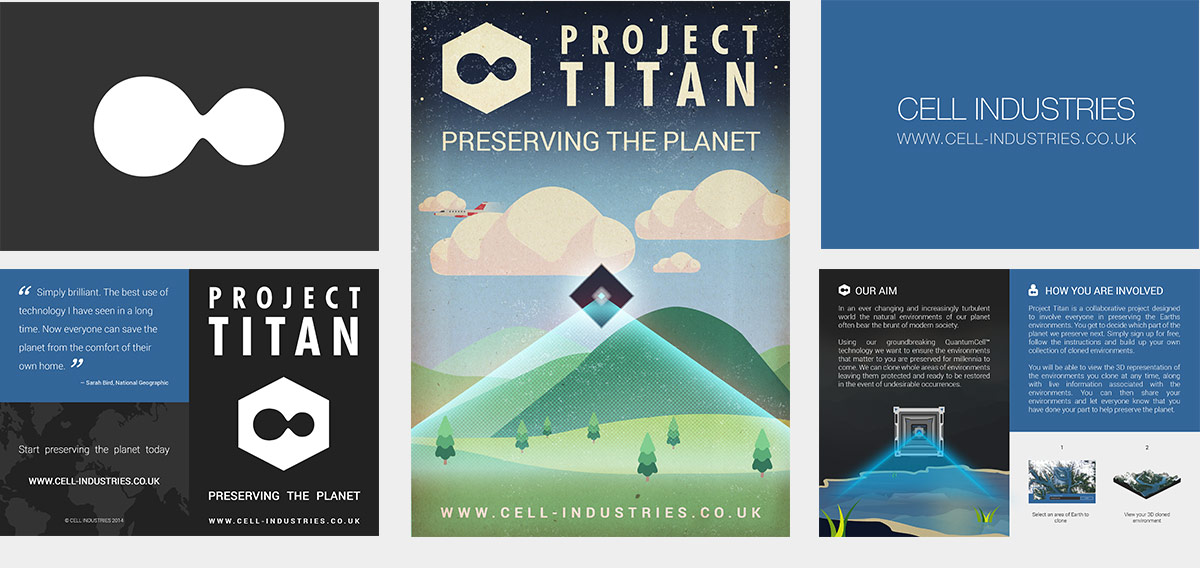 PROJECT
TITAN
PRESERVING THE PLANET
WWW.CELL-INDUSTRIES.CO.UK
CELL INDUSTRIES
WWW.CELL-INDUSTRIES.CO.UK
“ Simply brilliant. The best use of
technology I have seen in a long
time. Now everyone can save the
planet from the comfort of their
own home. ”
– Sarah Bird, National Geographic
Start preserving the planet today
WWW.CELL-INDUSTRIES.CO.UK
© CELL INDUSTRIES 2014
PROJECT
TITAN
PRESERVING THE PLANET
WWW.CELL-INDUSTRIES.CO.UK
OUR AIM
In an ever changing and increasingly turbulent
world the natural environments of our planet
often bear the brunt of modern society.
Using our groundbreaking QuantumCell™
technology we want to ensure the environments
that matter to you are preserved for millennia to
come. We can clone whole areas of environments
leaving them protected and ready to be restored
in the event of undesirable occurrences.
HOW YOU ARE INVOLVED
Project Titan is a collaborative project designed
to involve everyone in preserving the Earths
environments. You get to decide which part of the
planet we preserve next. Simply sign up for free,
follow the instructions and build up your own
collection of cloned environments.
You will be able to view the 3D representation of
the environments you clone at any time, along
with live information associated with the
environments. You can then share your
environments and let everyone know that you
have done your part to help preserve the planet.
1
Select an area of Earth to
clone
2
View your 3D cloned
environment